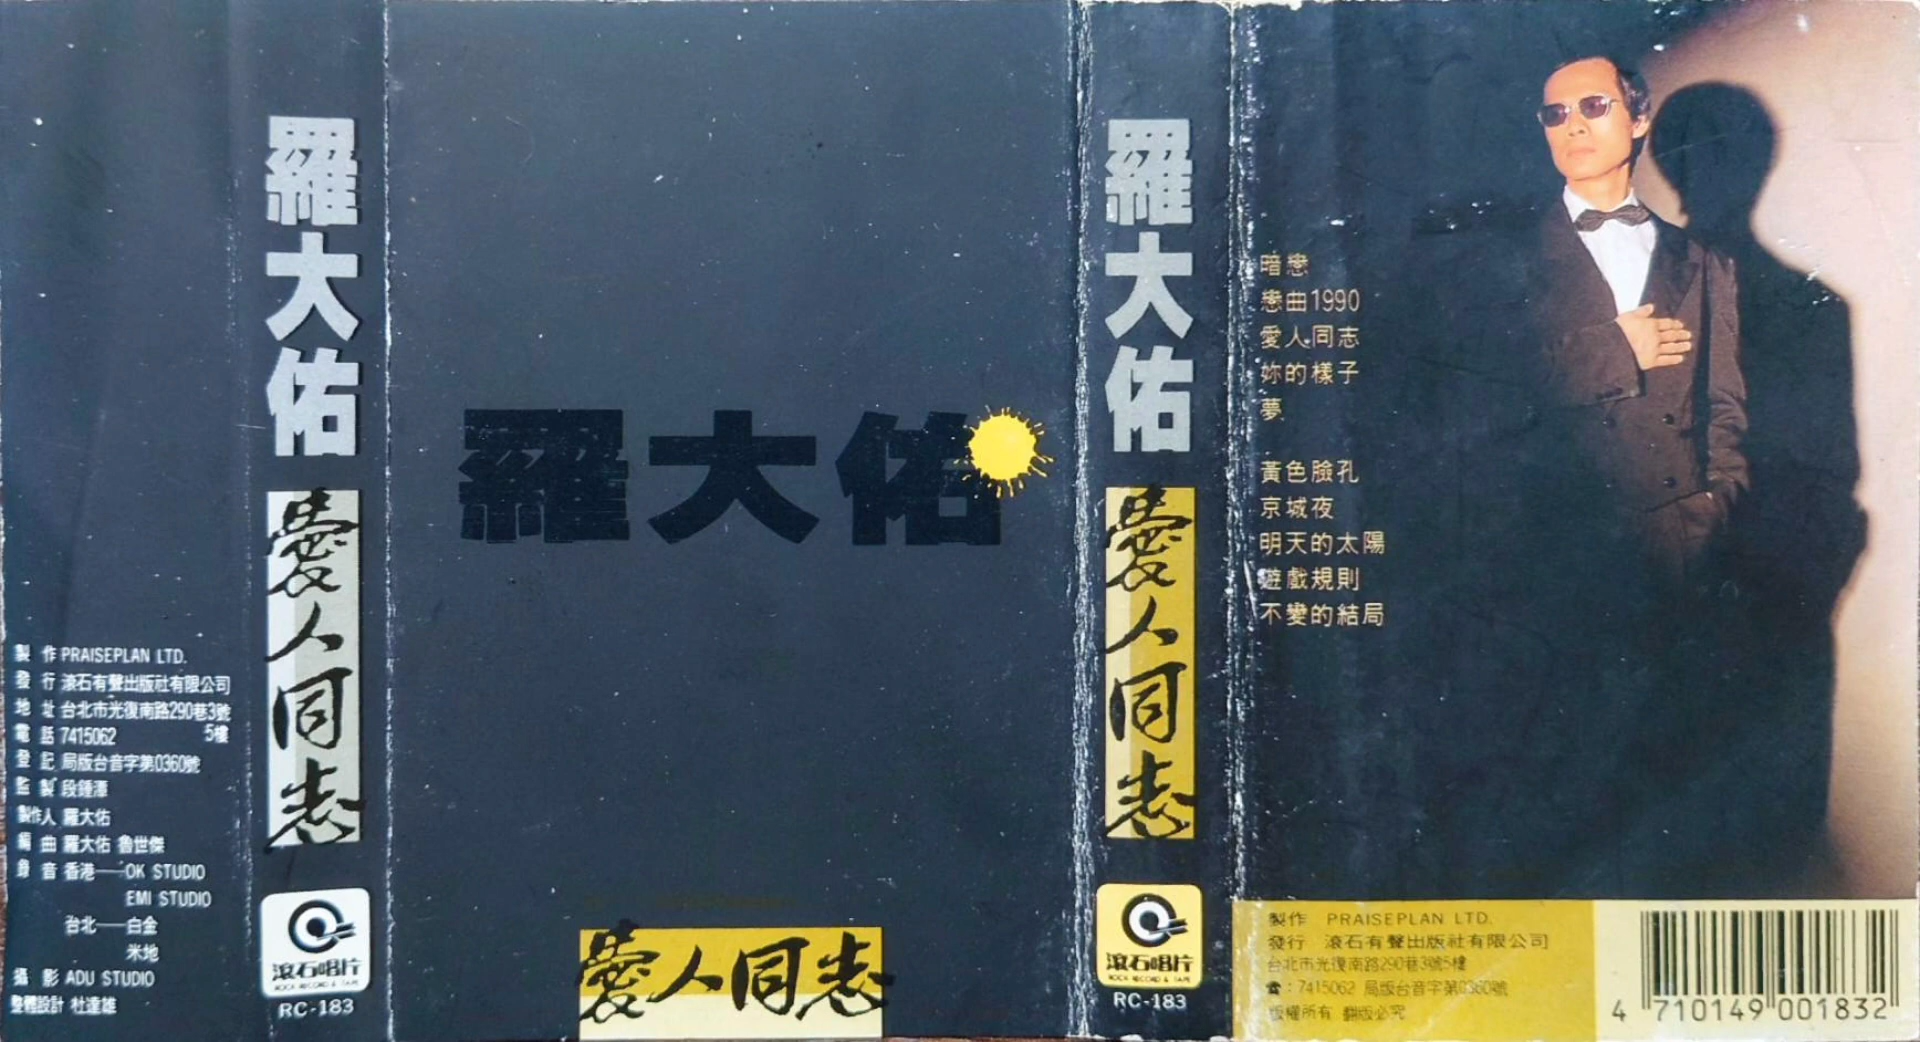 製作 PRAISEPLAN LTD.
發行 滾石有聲出版社有限公司
地址 台北市光復南路290巷3號
5樓
電話 7415062
登記 局版台音字第0360號
監製 段鍾潭
製作人 羅大佑
編曲 羅大佑 魯世傑
錄音 香港——OK STUDIO
EMI STUDIO
台北——白金
米地
攝影 ADU STUDIO
整體設計 杜達雄
羅大佑
愛人同志
滾石唱片
ROCK RECORD & TAPE
RC-183
羅大佑
愛人同志
羅大佑
愛人同志
滾石唱片
ROCK RECORD & TAPE
RC-183
暗戀
戀曲1990
愛人同志
妳的樣子
夢
黃色臉孔
京城夜
明天的太陽
遊戲規則
不變的結局
製作 PRAISEPLAN LTD.
發行 滾石有聲出版社有限公司
台北市光復南路290巷3號5樓
電:7415062 局版台音字第0360號
版權所有 翻版必究
4 710149 001832